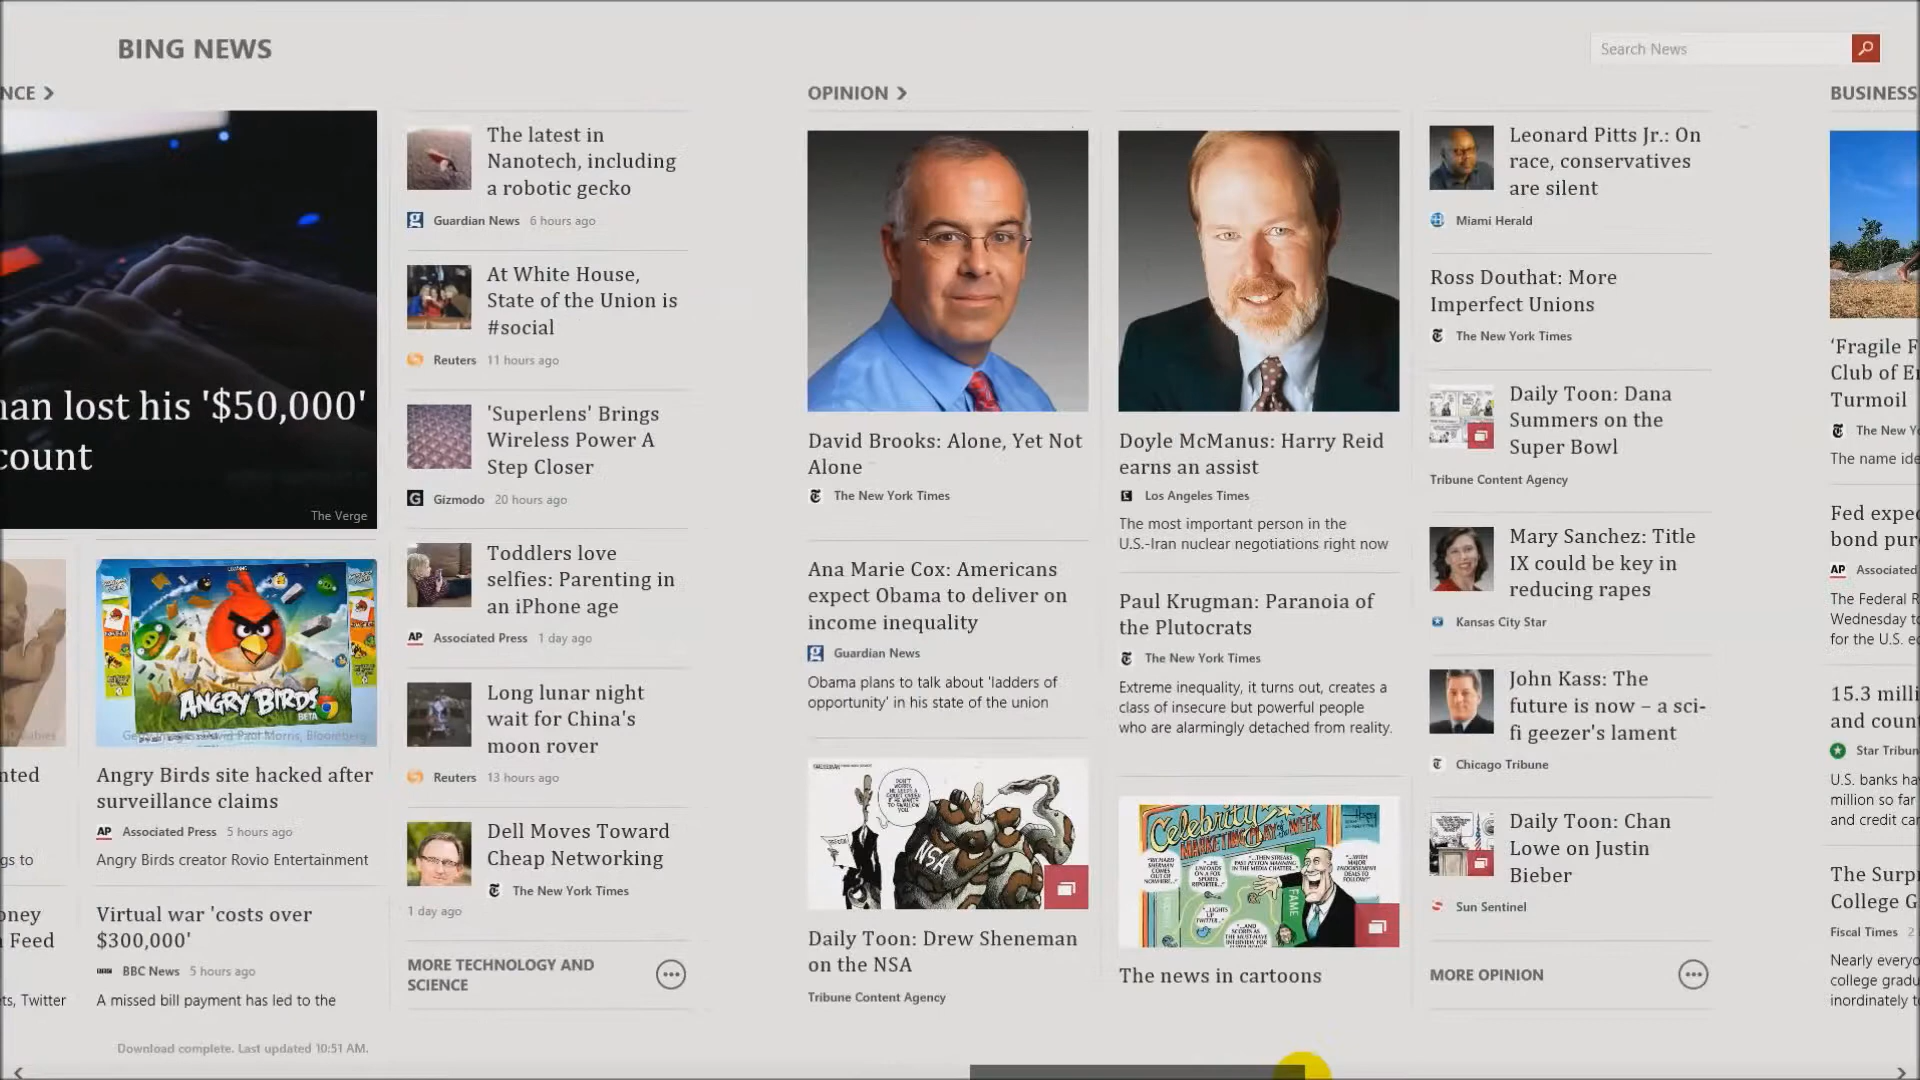 BING NEWS
Search News
NCE
an lost his '$50,000'
count
The Verge
ANGRY BIRDS
BETA
Angry Birds site hacked after
surveillance claims
AP Associated Press 5 hours ago
Angry Birds creator Rovio Entertainment
Virtual war 'costs over
$300,000'
BBC News 5 hours ago
A missed bill payment has led to the
nted
gs to
oney
Feed
ts, Twitter
The latest in
Nanotech, including
a robotic gecko
Guardian News 6 hours ago
At White House,
State of the Union is
#social
Reuters 11 hours ago
'Superlens' Brings
Wireless Power A
Step Closer
Gizmodo 20 hours ago
Toddlers love
selfies: Parenting in
an iPhone age
AP Associated Press 1 day ago
Long lunar night
wait for China's
moon rover
Reuters 13 hours ago
Dell Moves Toward
Cheap Networking
The New York Times
1 day ago
MORE TECHNOLOGY AND
SCIENCE
OPINION
David Brooks: Alone, Yet Not
Alone
The New York Times
Ana Marie Cox: Americans
expect Obama to deliver on
income inequality
Guardian News
Obama plans to talk about 'ladders of
opportunity' in his state of the union
NSA
Daily Toon: Drew Sheneman
on the NSA
Tribune Content Agency
Doyle McManus: Harry Reid
earns an assist
Los Angeles Times
The most important person in the
U.S.-Iran nuclear negotiations right now
Paul Krugman: Paranoia of
the Plutocrats
The New York Times
Extreme inequality, it turns out, creates a
class of insecure but powerful people
who are alarmingly detached from reality.
Celebrity
MARKETING PLAY of the WEEK
FAME
The news in cartoons
Leonard Pitts Jr.: On
race, conservatives
are silent
Miami Herald
Ross Douthat: More
Imperfect Unions
The New York Times
Daily Toon: Dana
Summers on the
Super Bowl
Tribune Content Agency
Mary Sanchez: Title
IX could be key in
reducing rapes
Kansas City Star
John Kass: The
future is now – a sci-
fi geezer's lament
Chicago Tribune
Daily Toon: Chan
Lowe on Justin
Bieber
Sun Sentinel
MORE OPINION
BUSINESS
'Fragile F
Club of E
Turmoil
The New Y
The name ide
Fed expe
bond pur
AP Associated
The Federal R
Wednesday to
for the U.S. e
15.3 milli
and coun
Star Tribun
U.S. banks ha
million so far
and credit car
The Surp
College G
Fiscal Times 2
Nearly everyo
college gradu
inordinately t
Download complete. Last updated 10:51 AM.